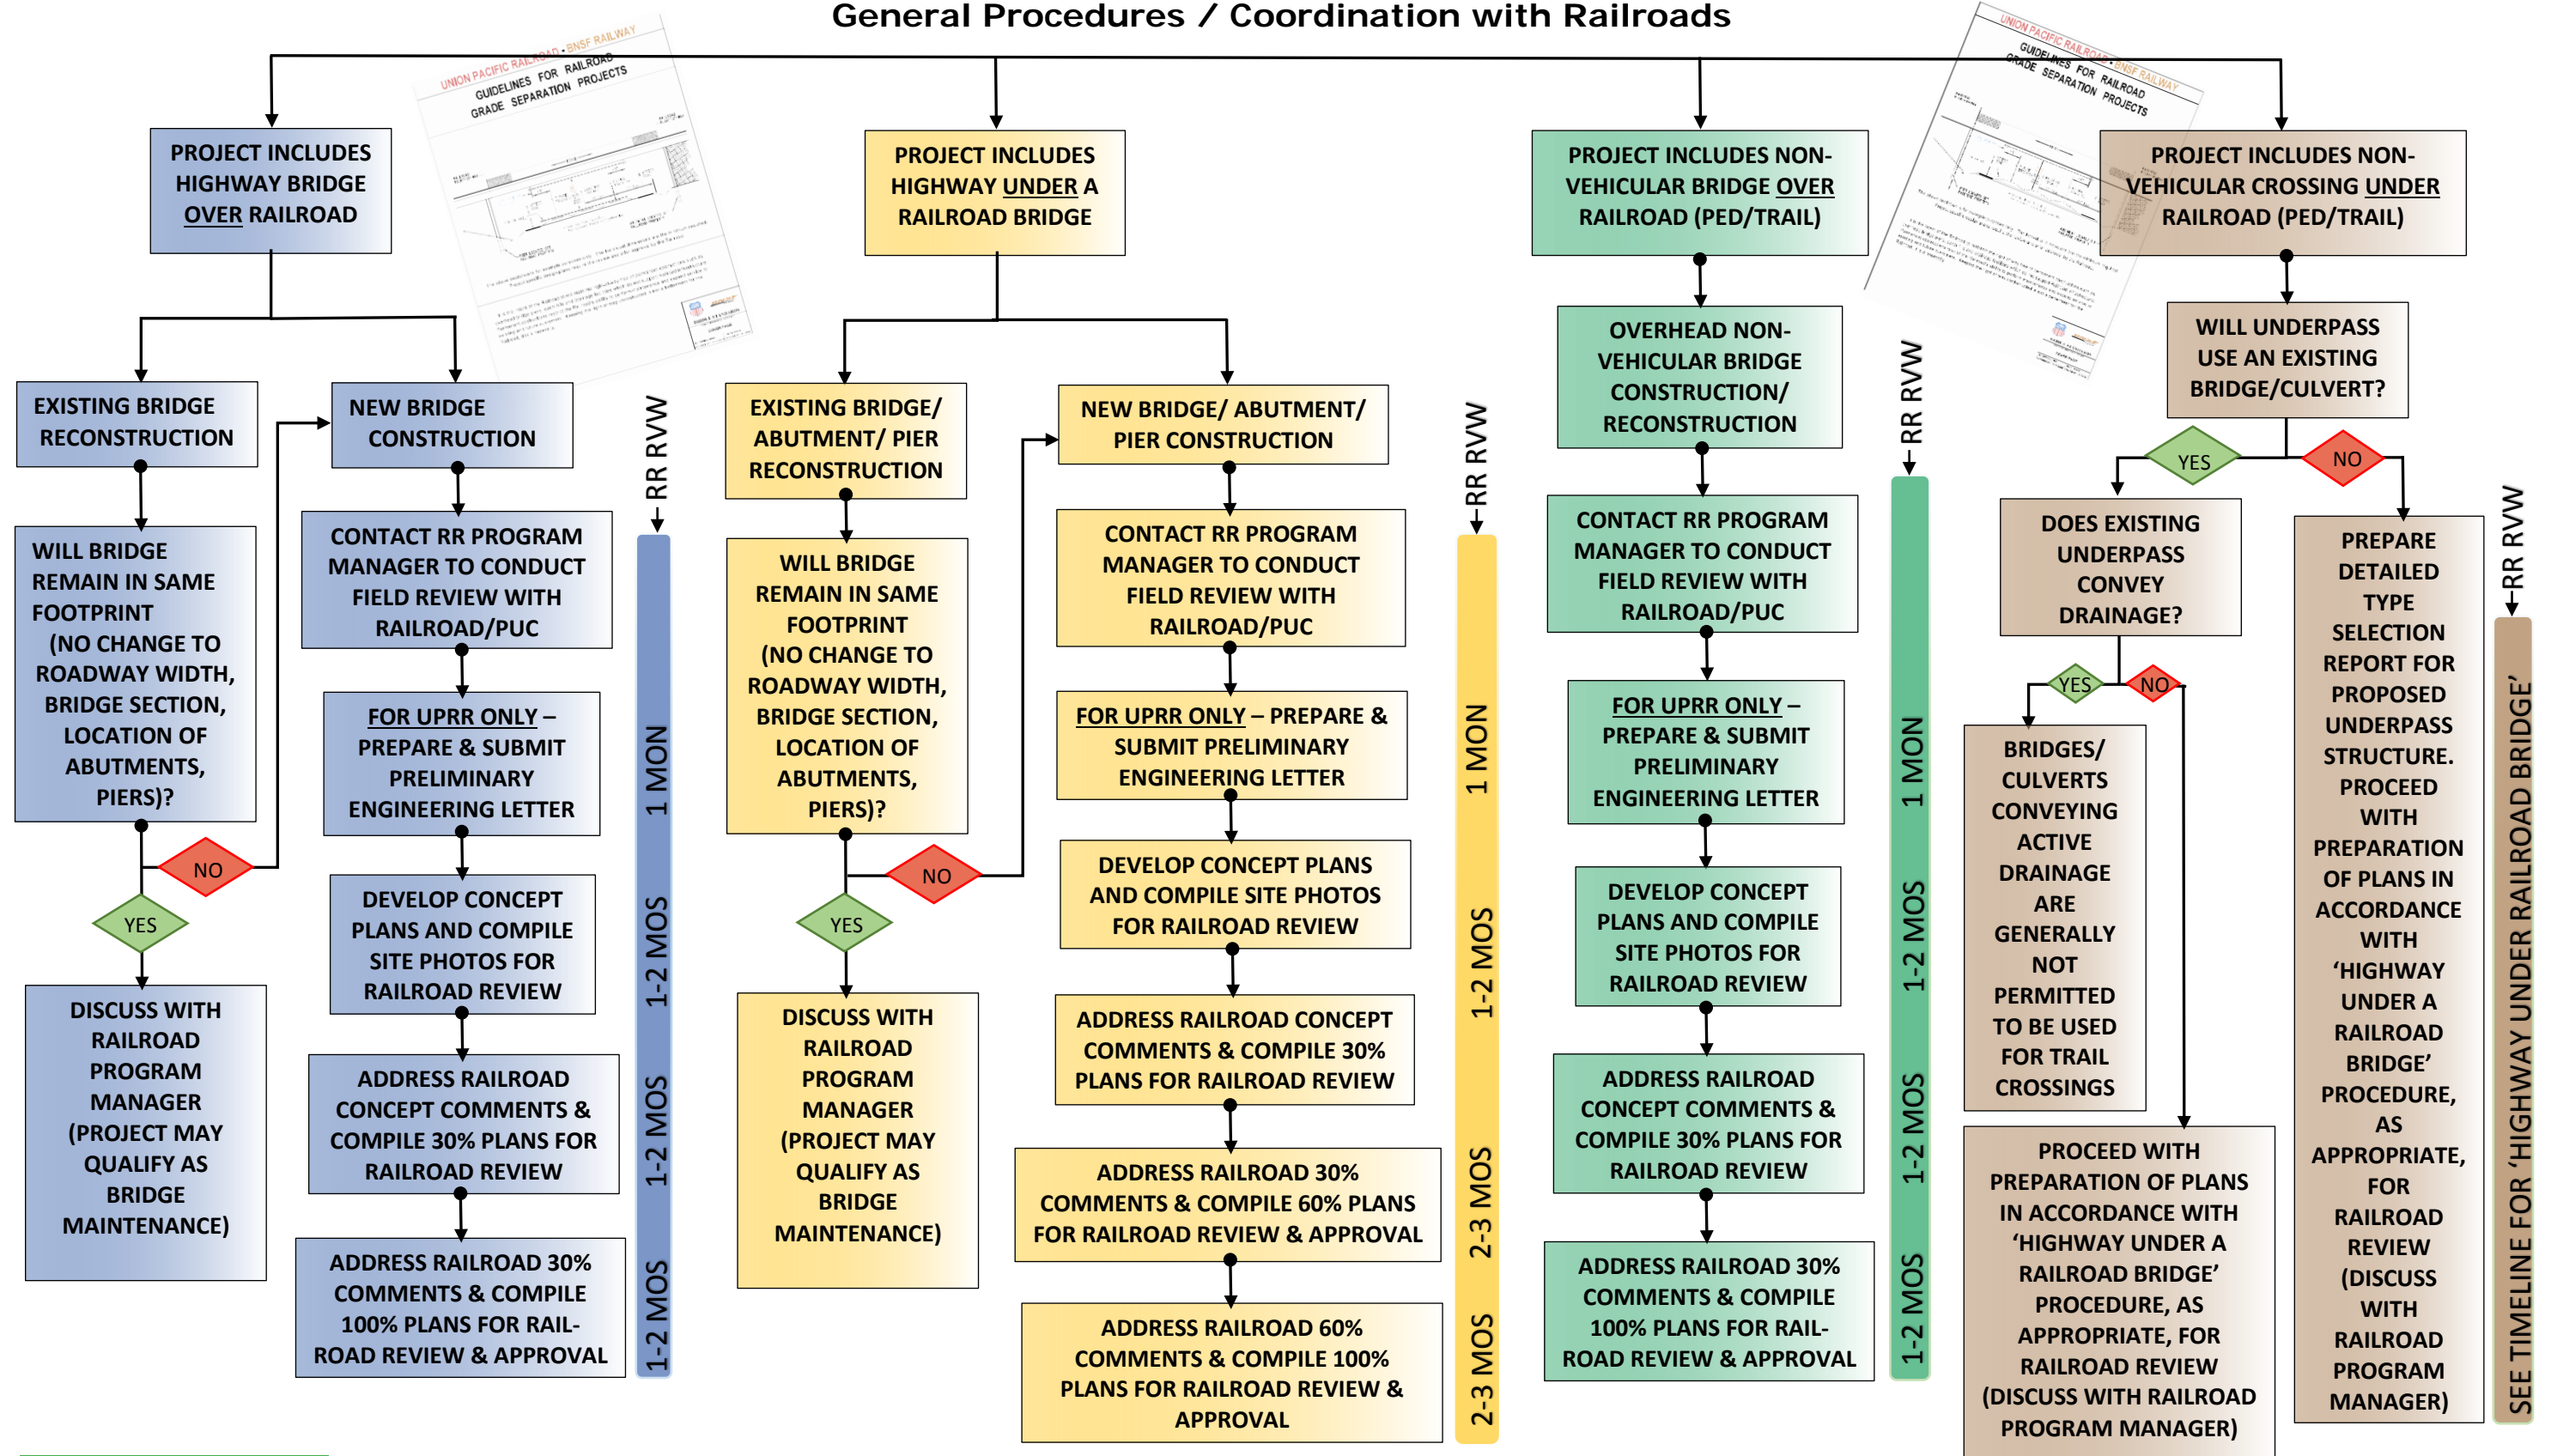 General Procedures / Coordination with Railroads
UNION PACIFIC RAILROAD • BNSF RAILWAY
GUIDELINES FOR RAILROAD
GRADE SEPARATION PROJECTS
UNION PACIFIC RAILROAD • BNSF RAILWAY
GUIDELINES FOR RAILROAD
GRADE SEPARATION PROJECTS
PROJECT INCLUDES
HIGHWAY BRIDGE
OVER RAILROAD
EXISTING BRIDGE
RECONSTRUCTION
WILL BRIDGE
REMAIN IN SAME
FOOTPRINT
(NO CHANGE TO
ROADWAY WIDTH,
BRIDGE SECTION,
LOCATION OF
ABUTMENTS,
PIERS)?
NO
YES
DISCUSS WITH
RAILROAD
PROGRAM
MANAGER
(PROJECT MAY
QUALIFY AS
BRIDGE
MAINTENANCE)
NEW BRIDGE
CONSTRUCTION
CONTACT RR PROGRAM
MANAGER TO CONDUCT
FIELD REVIEW WITH
RAILROAD/PUC
FOR UPRR ONLY –
PREPARE & SUBMIT
PRELIMINARY
ENGINEERING LETTER
DEVELOP CONCEPT
PLANS AND COMPILE
SITE PHOTOS FOR
RAILROAD REVIEW
ADDRESS RAILROAD
CONCEPT COMMENTS &
COMPILE 30% PLANS FOR
RAILROAD REVIEW
ADDRESS RAILROAD 30%
COMMENTS & COMPILE
100% PLANS FOR RAIL-
ROAD REVIEW & APPROVAL
RR RVW
1 MON
1-2 MOS
1-2 MOS
1-2 MOS
PROJECT INCLUDES
HIGHWAY UNDER A
RAILROAD BRIDGE
EXISTING BRIDGE/
ABUTMENT/ PIER
RECONSTRUCTION
WILL BRIDGE
REMAIN IN SAME
FOOTPRINT
(NO CHANGE TO
ROADWAY WIDTH,
BRIDGE SECTION,
LOCATION OF
ABUTMENTS,
PIERS)?
NO
YES
DISCUSS WITH
RAILROAD
PROGRAM
MANAGER
(PROJECT MAY
QUALIFY AS
BRIDGE
MAINTENANCE)
NEW BRIDGE/ ABUTMENT/
PIER CONSTRUCTION
CONTACT RR PROGRAM
MANAGER TO CONDUCT
FIELD REVIEW WITH
RAILROAD/PUC
FOR UPRR ONLY – PREPARE &
SUBMIT PRELIMINARY
ENGINEERING LETTER
DEVELOP CONCEPT PLANS
AND COMPILE SITE PHOTOS
FOR RAILROAD REVIEW
ADDRESS RAILROAD CONCEPT
COMMENTS & COMPILE 30%
PLANS FOR RAILROAD REVIEW
ADDRESS RAILROAD 30%
COMMENTS & COMPILE 60% PLANS
FOR RAILROAD REVIEW & APPROVAL
ADDRESS RAILROAD 60%
COMMENTS & COMPILE 100%
PLANS FOR RAILROAD REVIEW &
APPROVAL
RR RVW
1 MON
1-2 MOS
2-3 MOS
2-3 MOS
PROJECT INCLUDES NON-
VEHICULAR BRIDGE OVER
RAILROAD (PED/TRAIL)
OVERHEAD NON-
VEHICULAR BRIDGE
CONSTRUCTION/
RECONSTRUCTION
CONTACT RR PROGRAM
MANAGER TO CONDUCT
FIELD REVIEW WITH
RAILROAD/PUC
FOR UPRR ONLY –
PREPARE & SUBMIT
PRELIMINARY
ENGINEERING LETTER
DEVELOP CONCEPT
PLANS AND COMPILE
SITE PHOTOS FOR
RAILROAD REVIEW
ADDRESS RAILROAD
CONCEPT COMMENTS &
COMPILE 30% PLANS FOR
RAILROAD REVIEW
ADDRESS RAILROAD 30%
COMMENTS & COMPILE
100% PLANS FOR RAIL-
ROAD REVIEW & APPROVAL
RR RVW
1 MON
1-2 MOS
1-2 MOS
1-2 MOS
PROJECT INCLUDES NON-
VEHICULAR CROSSING UNDER
RAILROAD (PED/TRAIL)
WILL UNDERPASS
USE AN EXISTING
BRIDGE/CULVERT?
YES
NO
DOES EXISTING
UNDERPASS
CONVEY
DRAINAGE?
YES
NO
BRIDGES/
CULVERTS
CONVEYING
ACTIVE
DRAINAGE
ARE
GENERALLY
NOT
PERMITTED
TO BE USED
FOR TRAIL
CROSSINGS
PROCEED WITH
PREPARATION OF PLANS
IN ACCORDANCE WITH
‘HIGHWAY UNDER A
RAILROAD BRIDGE’
PROCEDURE, AS
APPROPRIATE, FOR
RAILROAD REVIEW
(DISCUSS WITH RAILROAD
PROGRAM MANAGER)
PREPARE
DETAILED
TYPE
SELECTION
REPORT FOR
PROPOSED
UNDERPASS
STRUCTURE.
PROCEED
WITH
PREPARATION
OF PLANS IN
ACCORDANCE
WITH
‘HIGHWAY
UNDER A
RAILROAD
BRIDGE’
PROCEDURE,
AS
APPROPRIATE,
FOR
RAILROAD
REVIEW
(DISCUSS
WITH
RAILROAD
PROGRAM
MANAGER)
RR RVW
SEE TIMELINE FOR ‘HIGHWAY UNDER RAILROAD BRIDGE’